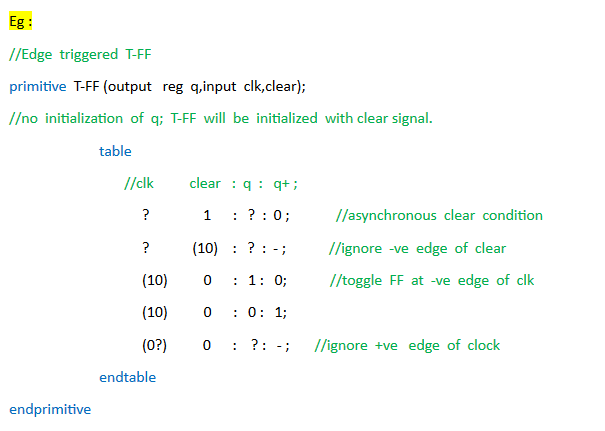 Eg :
//Edge triggered T-FF
primitive T-FF (output reg q,input clk,clear);
//no initialization of q; T-FF will be initialized with clear signal.
table
//clk clear : q : q+ ;
? 1 : ? : 0 ; //asynchronous clear condition
? (10) : ? : - ; //ignore -ve edge of clear
(10) 0 : 1 : 0; //toggle FF at -ve edge of clk
(10) 0 : 0 : 1;
(0?) 0 : ? : - ; //ignore +ve edge of clock
endtable
endprimitive